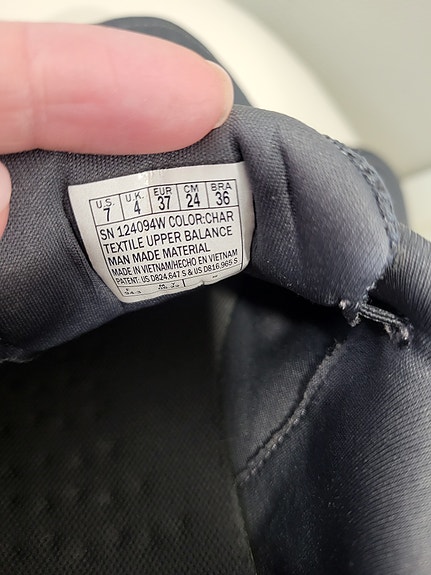 U.S. U.K. EUR CM BRA
7 4 37 24 36
SN 124094W COLOR:CHAR
TEXTILE UPPER BALANCE
MAN MADE MATERIAL
MADE IN VIETNAM/HECHO EN VIETNAM
PATENT: US D824,647 S & US D816,965 S